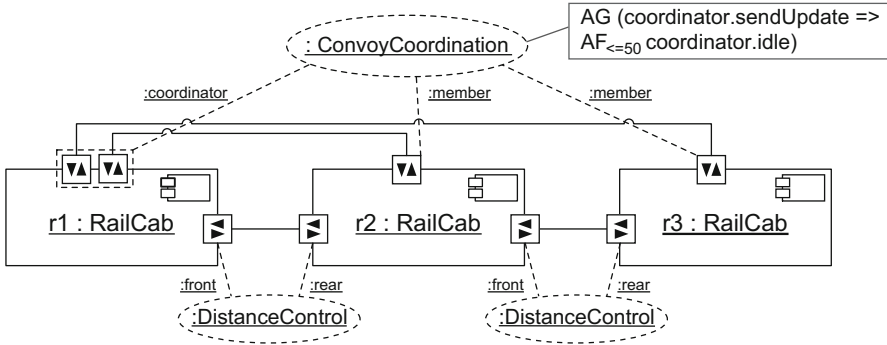 AG (coordinator.sendUpdate =>
AF<=50 coordinator.idle)
: ConvoyCoordination
:coordinator
:member
:member
r1 : RailCab
r2 : RailCab
r3 : RailCab
:front
:rear
:front
:rear
:DistanceControl
:DistanceControl